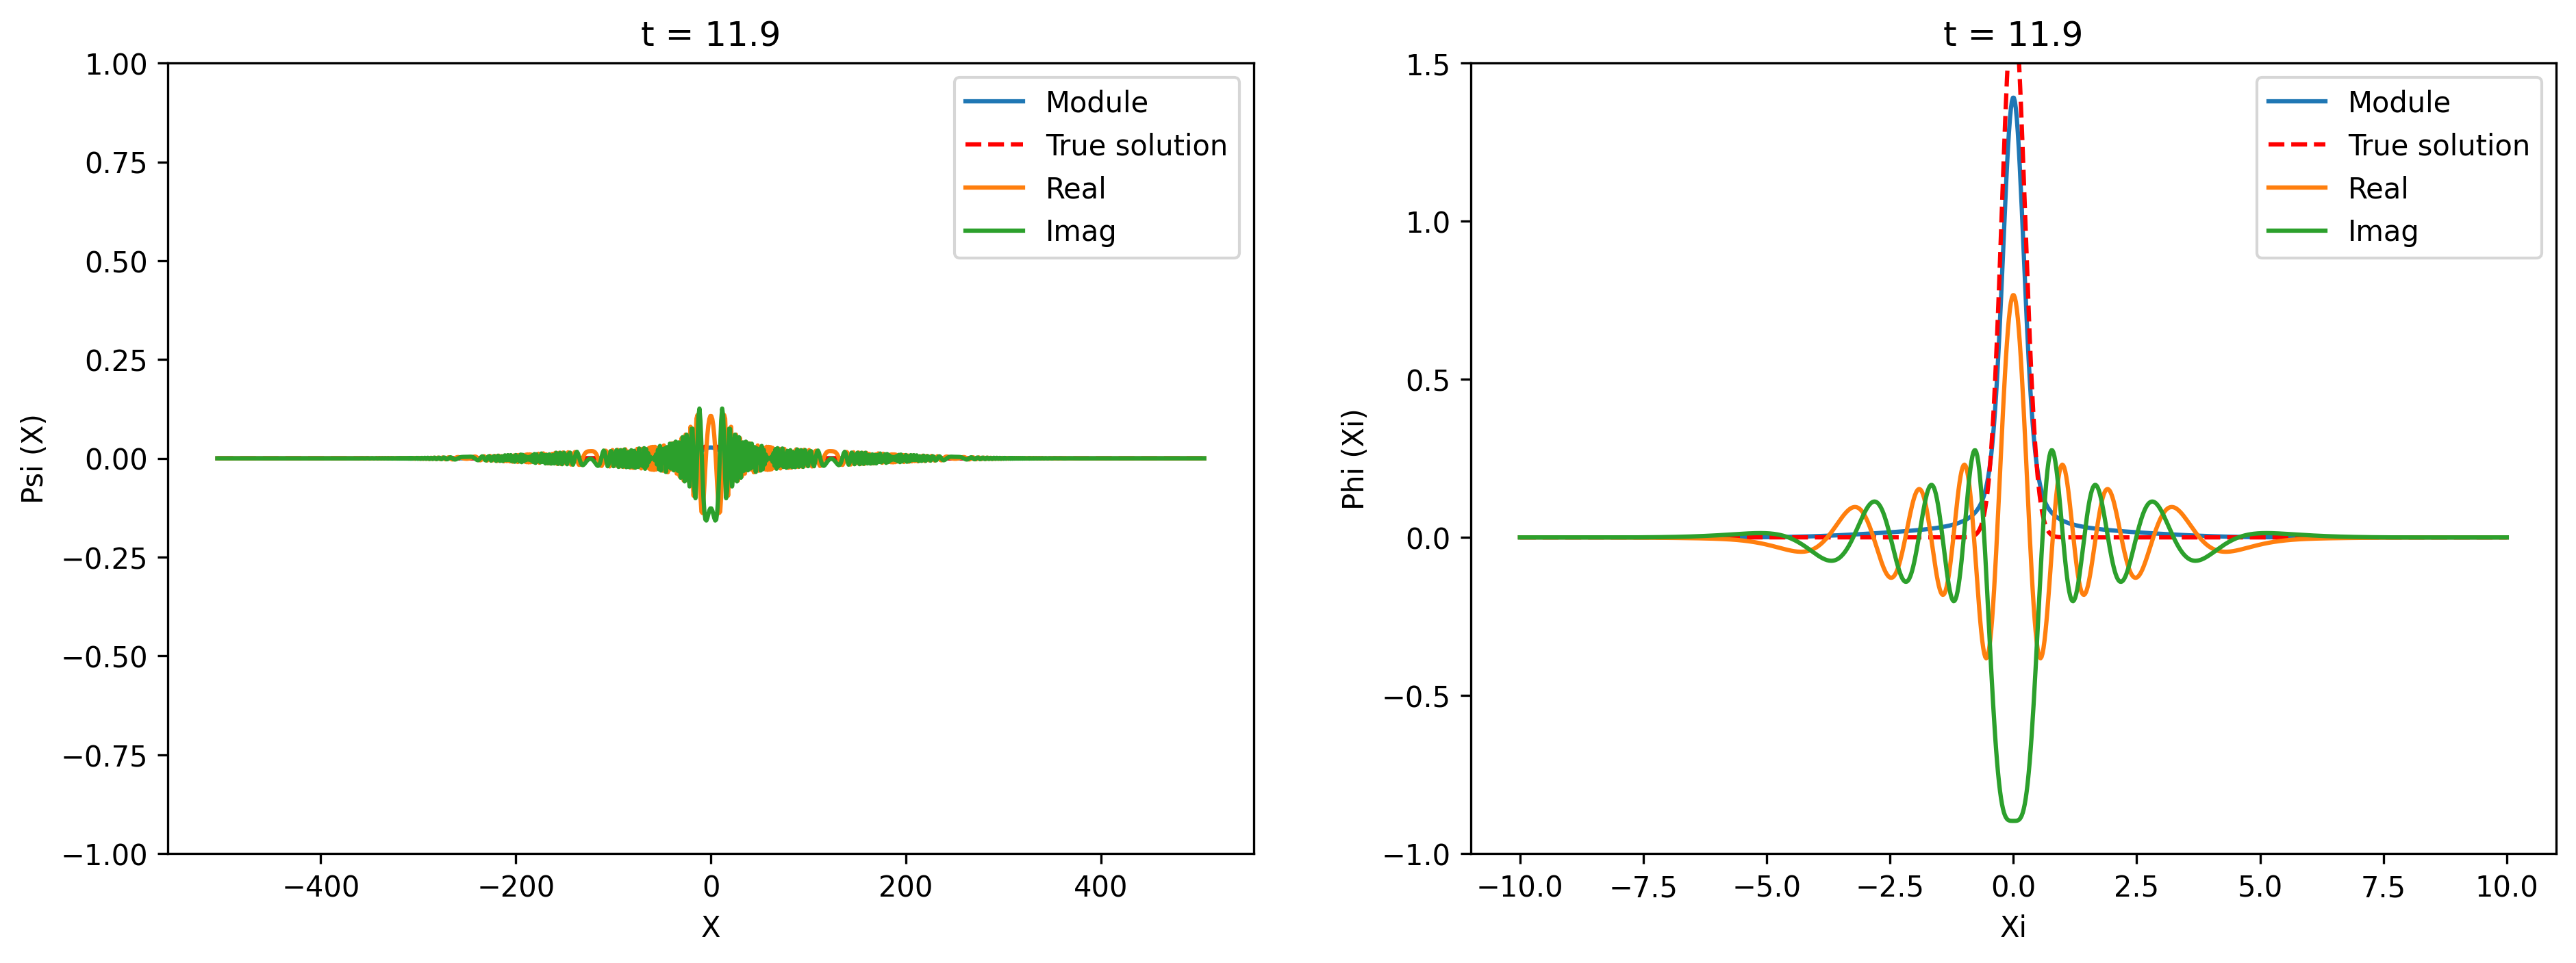 t = 11.9
1.00
0.75
0.50
0.25
0.00
−0.25
−0.50
−0.75
−1.00
Psi (X)
−400
−200
0
200
400
X
Module
True solution
Real
Imag
t = 11.9
1.5
1.0
0.5
0.0
−0.5
−1.0
Phi (Xi)
−10.0
−7.5
−5.0
−2.5
0.0
2.5
5.0
7.5
10.0
Xi
Module
True solution
Real
Imag